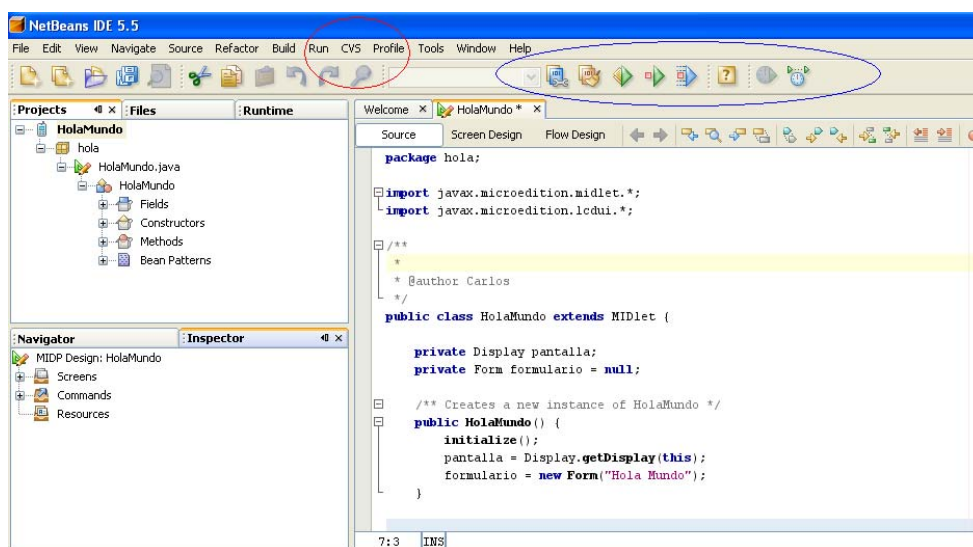 NetBeans IDE 5.5
File Edit View Navigate Source Refactor Build Run CVS Profile Tools Window Help
Projects Files Runtime
HolaMundo
hola
HolaMundo.java
HolaMundo
Fields
Constructors
Methods
Bean Patterns
Navigator Inspector
MIDP Design: HolaMundo
Screens
Commands
Resources
Welcome HolaMundo *
Source Screen Design Flow Design
package hola;
import javax.microedition.midlet.*;
import javax.microedition.lcdui.*;
/**
*
* @author Carlos
*/
public class HolaMundo extends MIDlet {
private Display pantalla;
private Form formulario = null;
/** Creates a new instance of HolaMundo */
public HolaMundo() {
initialize();
pantalla = Display.getDisplay(this);
formulario = new Form("Hola Mundo");
}
7:3 INS